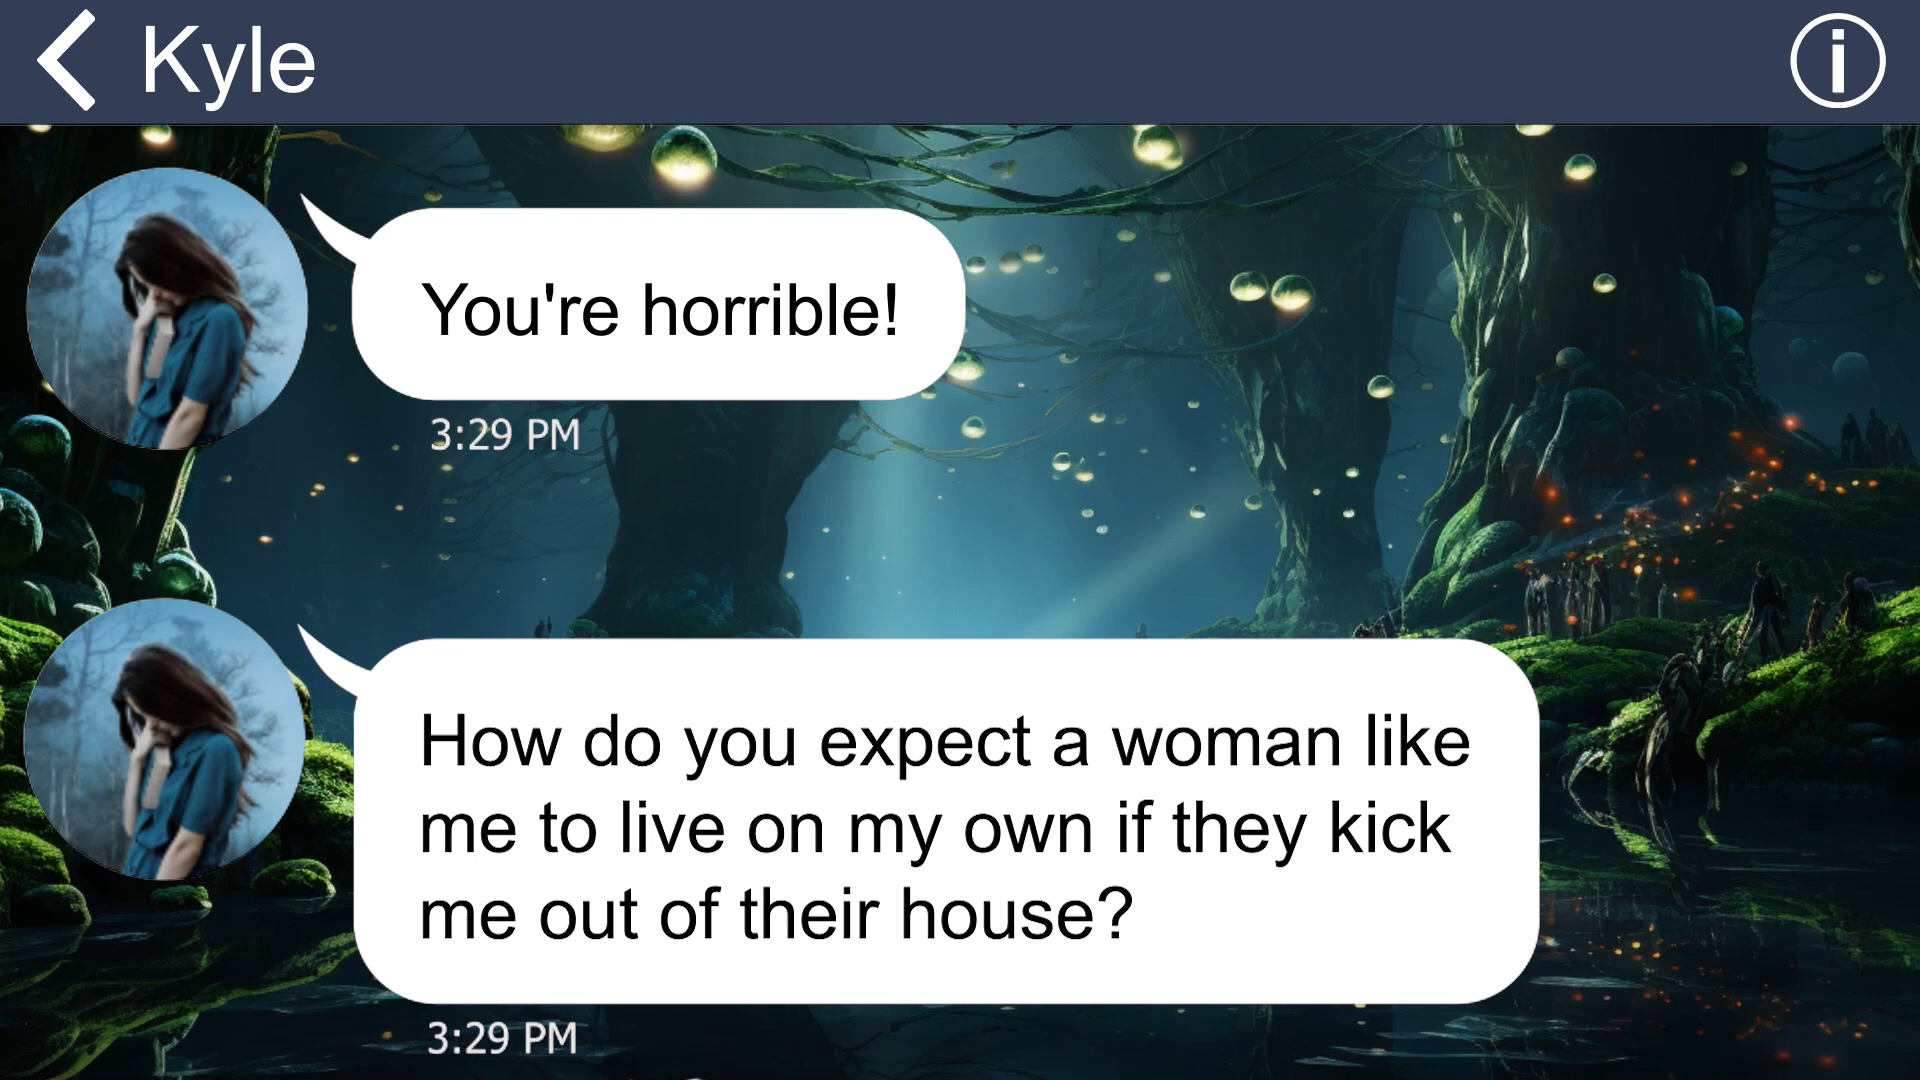 Kyle
You're horrible!
3:29 PM
How do you expect a woman like
me to live on my own if they kick
me out of their house?
3:29 PM